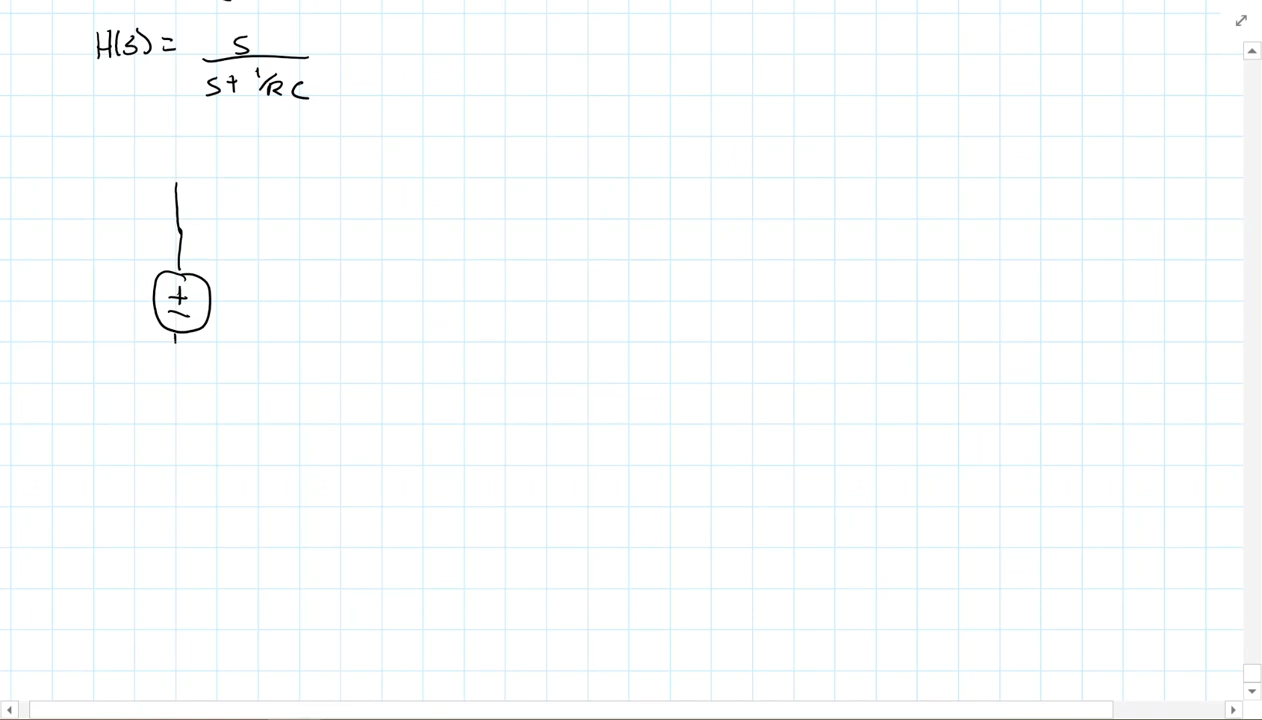 H(s) = s
s + 1/RC
+
−